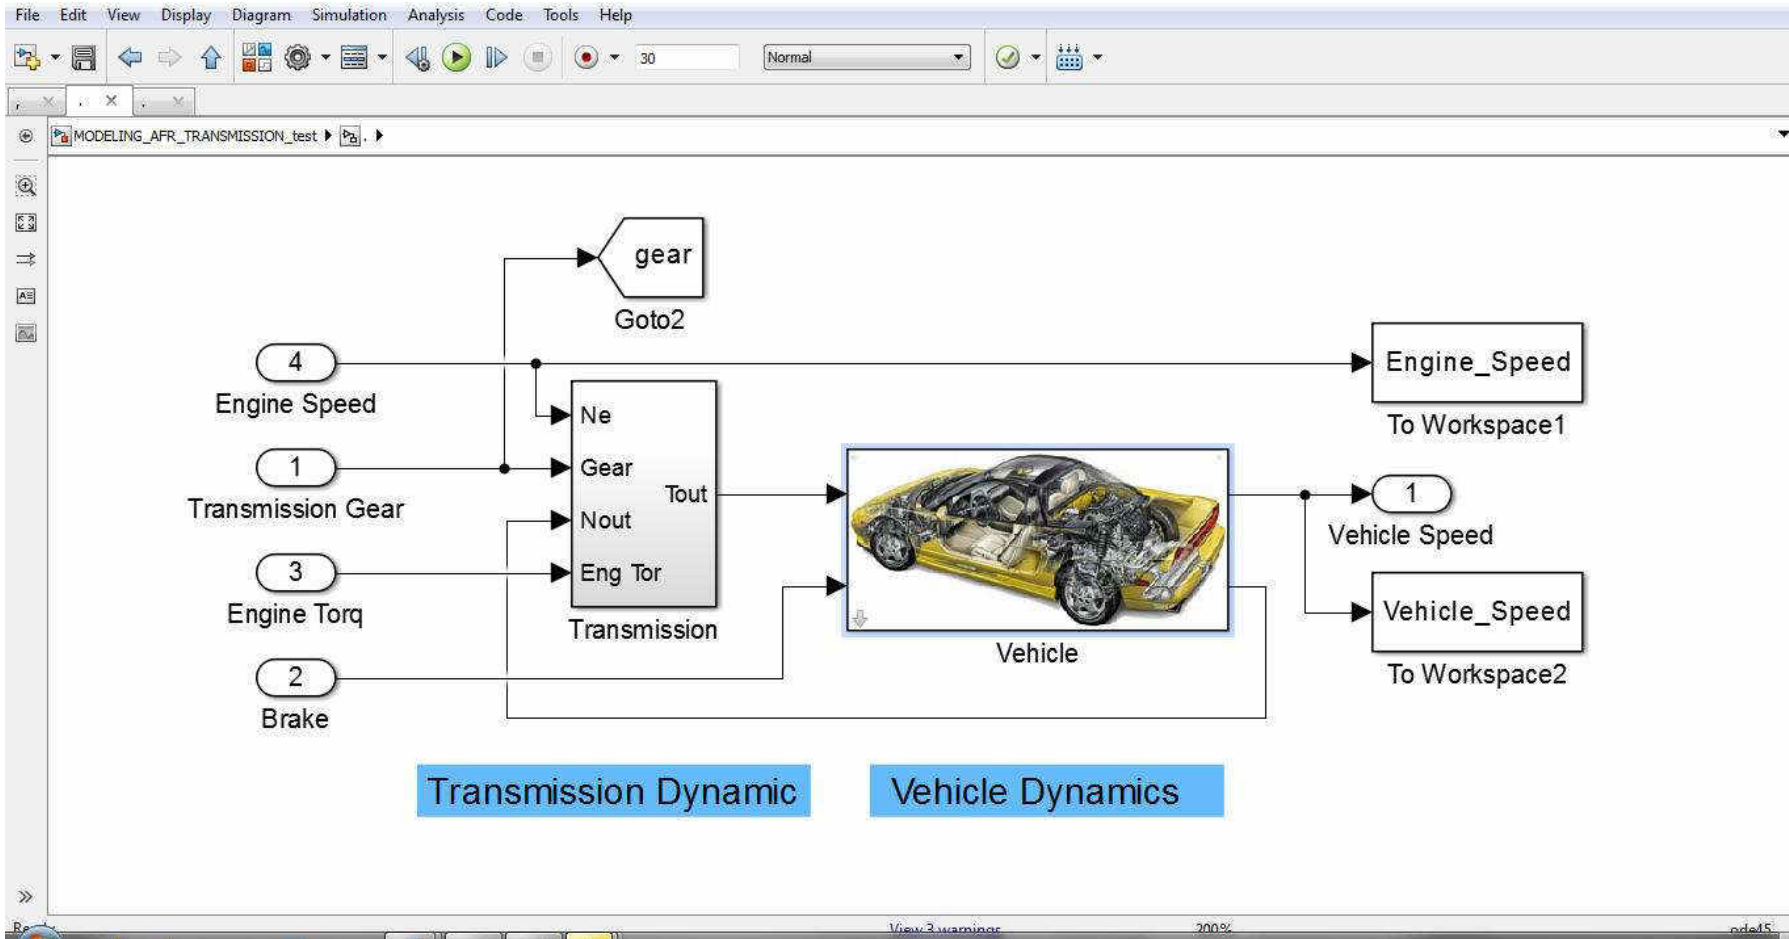 File Edit View Display Diagram Simulation Analysis Code Tools Help
30 Normal
MODELING_AFR_TRANSMISSION_test
gear
Goto2
4
Engine Speed
Engine_Speed
To Workspace1
Ne
1
Transmission Gear
Gear
Tout
Nout
3
Engine Torq
Eng Tor
Transmission
2
Brake
Vehicle
1
Vehicle Speed
Vehicle_Speed
To Workspace2
Transmission Dynamic
Vehicle Dynamics
View 3 warnings 200% ode45